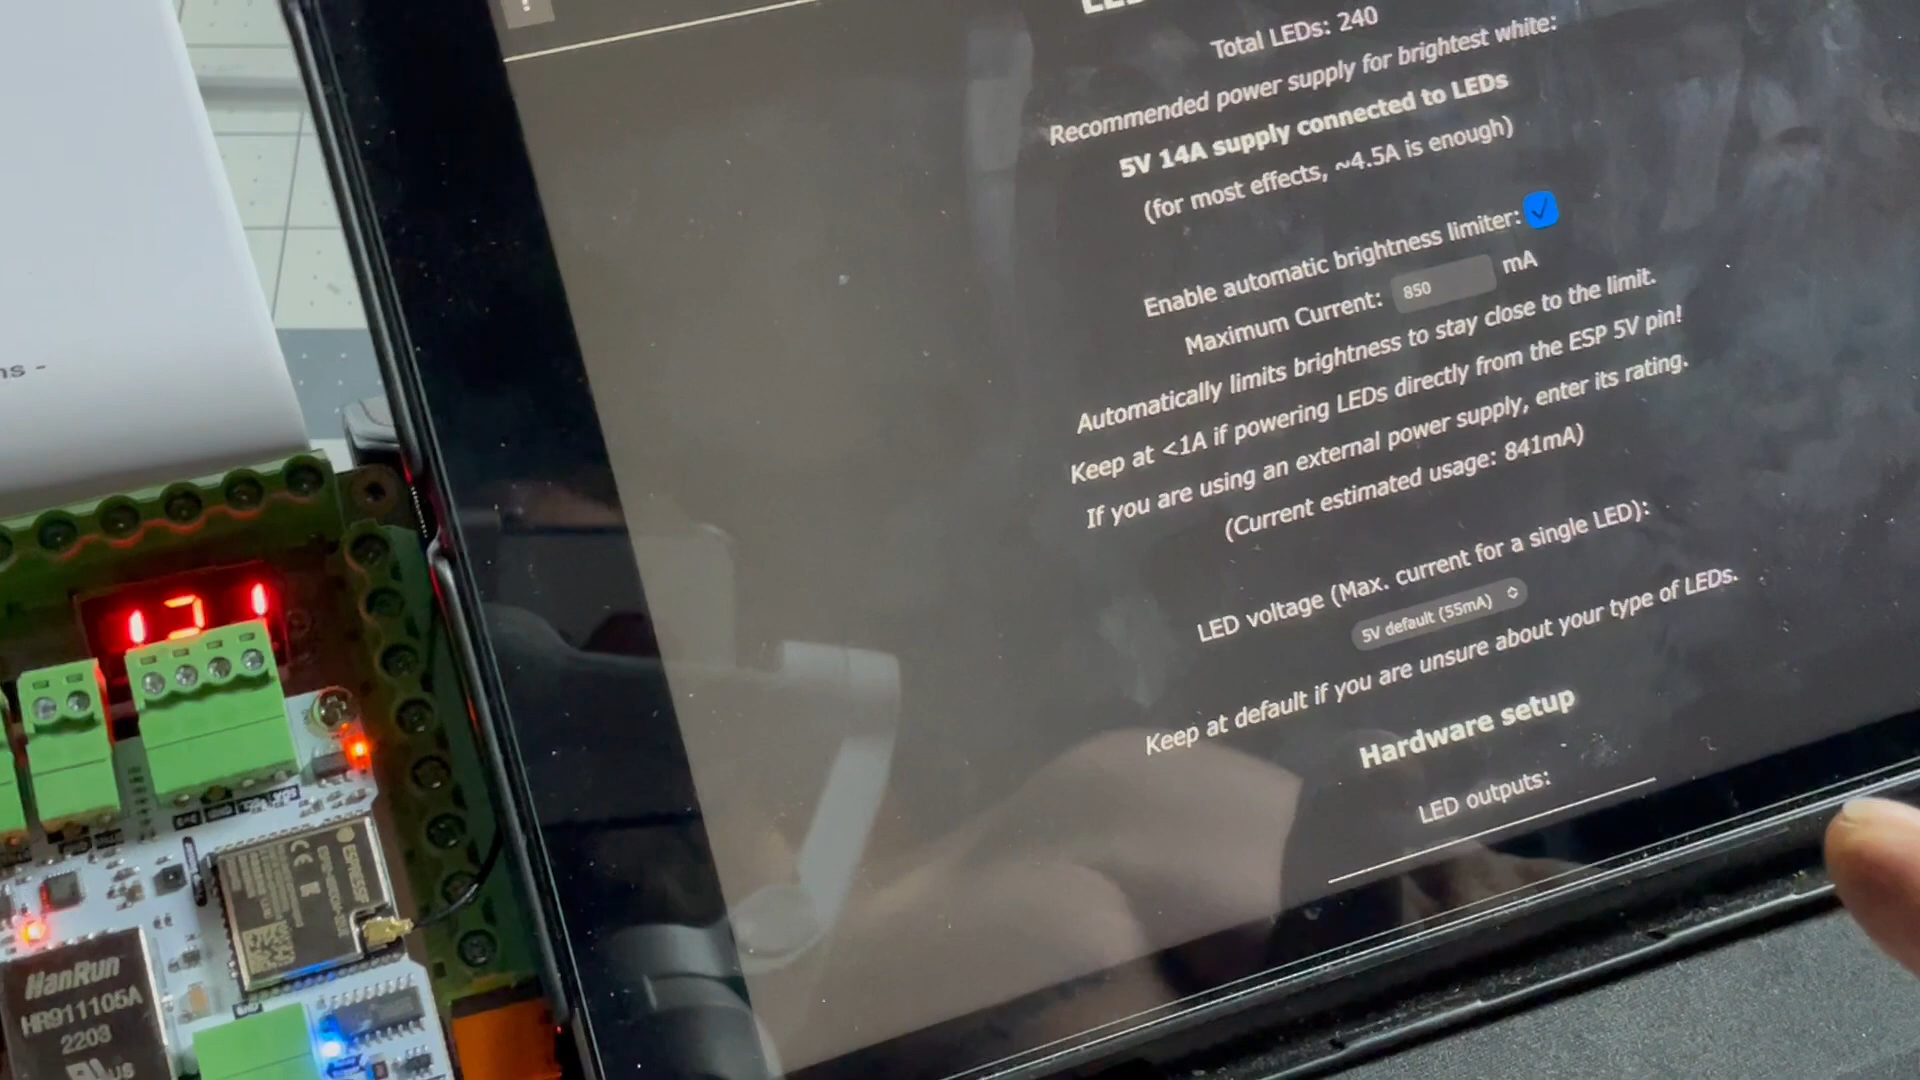 Total LEDs: 240
Recommended power supply for brightest white:
5V 14A supply connected to LEDs
(for most effects, ~4.5A is enough)
Enable automatic brightness limiter:
Maximum Current: 850 mA
Automatically limits brightness to stay close to the limit.
Keep at <1A if powering LEDs directly from the ESP 5V pin!
If you are using an external power supply, enter its rating.
(Current estimated usage: 841mA)
LED voltage (Max. current for a single LED):
5V default (55mA)
Keep at default if you are unsure about your type of LEDs.
Hardware setup
LED outputs:
ns -
HanRun
HR911105A
2203